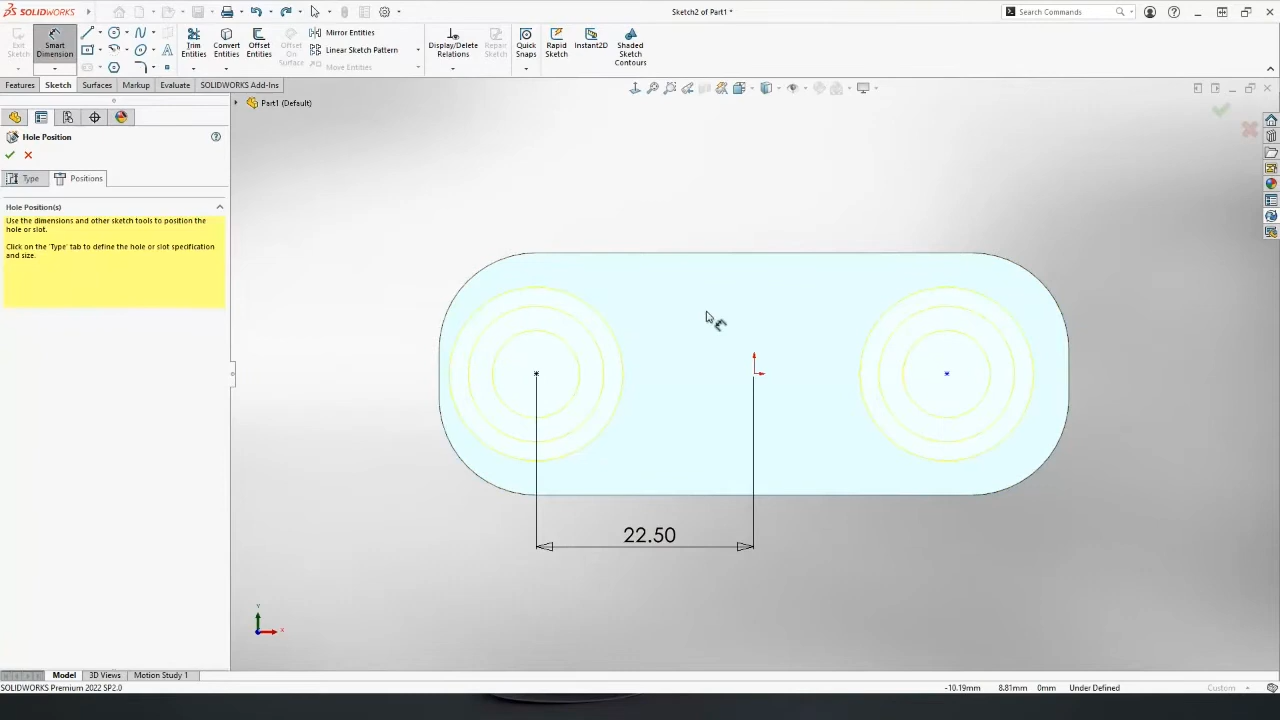 SOLIDWORKS
Sketch2 of Part1 *
Search Commands
Exit Sketch
Smart Dimension
Trim Entities
Convert Entities
Offset Entities
Offset On Surface
Mirror Entities
Linear Sketch Pattern
Move Entities
Display/Delete Relations
Repair Sketch
Quick Snaps
Rapid Sketch
Instant2D
Shaded Sketch Contours
Features
Sketch
Surfaces
Markup
Evaluate
SOLIDWORKS Add-Ins
Part1 (Default)
Hole Position
Type
Positions
Hole Position(s)
Use the dimensions and other sketch tools to position the
hole or slot.
Click on the 'Type' tab to define the hole or slot specification
and size.
22.50
Y
X
Model
3D Views
Motion Study 1
SOLIDWORKS Premium 2022 SP2.0
-10.19mm
8.81mm
0mm
Under Defined
Custom